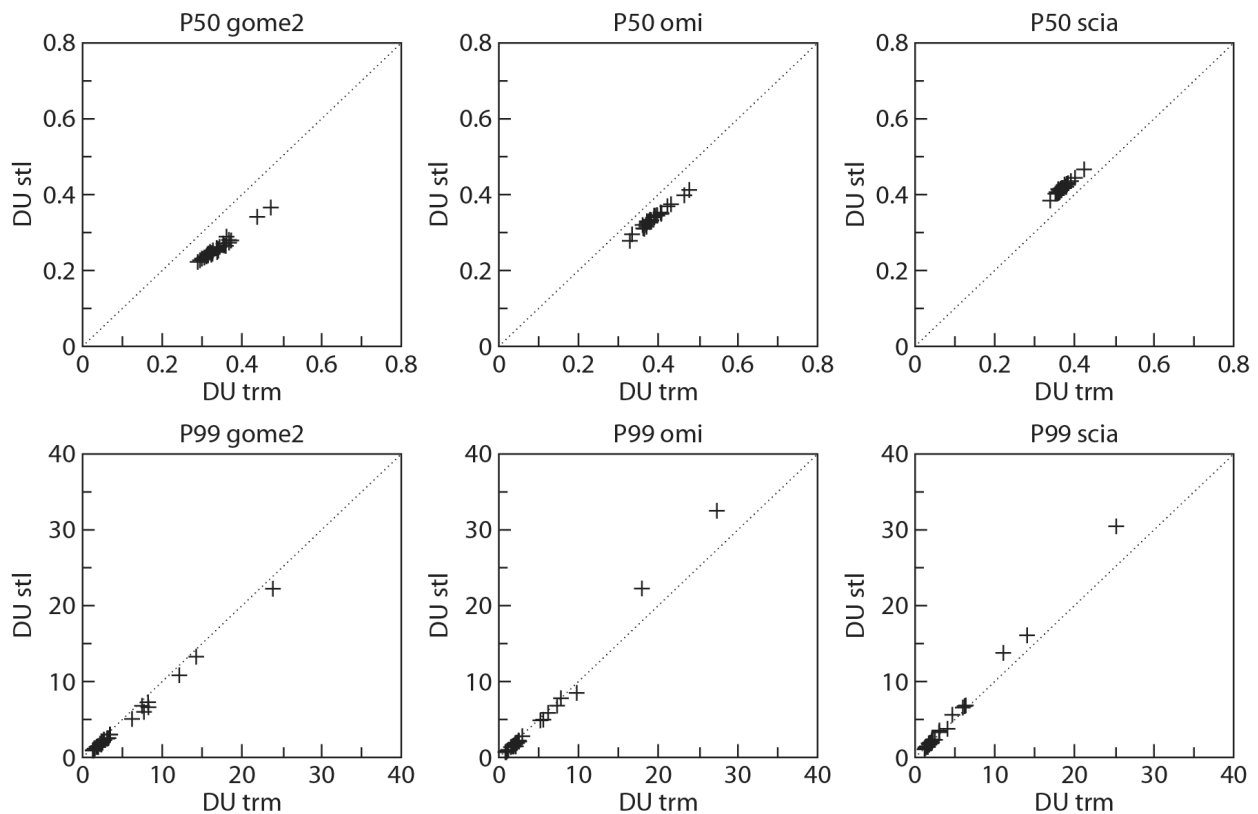 P50 gome2
0.8
0.6
0.4
0.2
0
DU stl
0 0.2 0.4 0.6 0.8
DU trm
P50 omi
0.8
0.6
0.4
0.2
0
DU stl
0 0.2 0.4 0.6 0.8
DU trm
P50 scia
0.8
0.6
0.4
0.2
0
DU stl
0 0.2 0.4 0.6 0.8
DU trm
P99 gome2
40
30
20
10
0
DU stl
0 10 20 30 40
DU trm
P99 omi
40
30
20
10
0
DU stl
0 10 20 30 40
DU trm
P99 scia
40
30
20
10
0
DU stl
0 10 20 30 40
DU trm